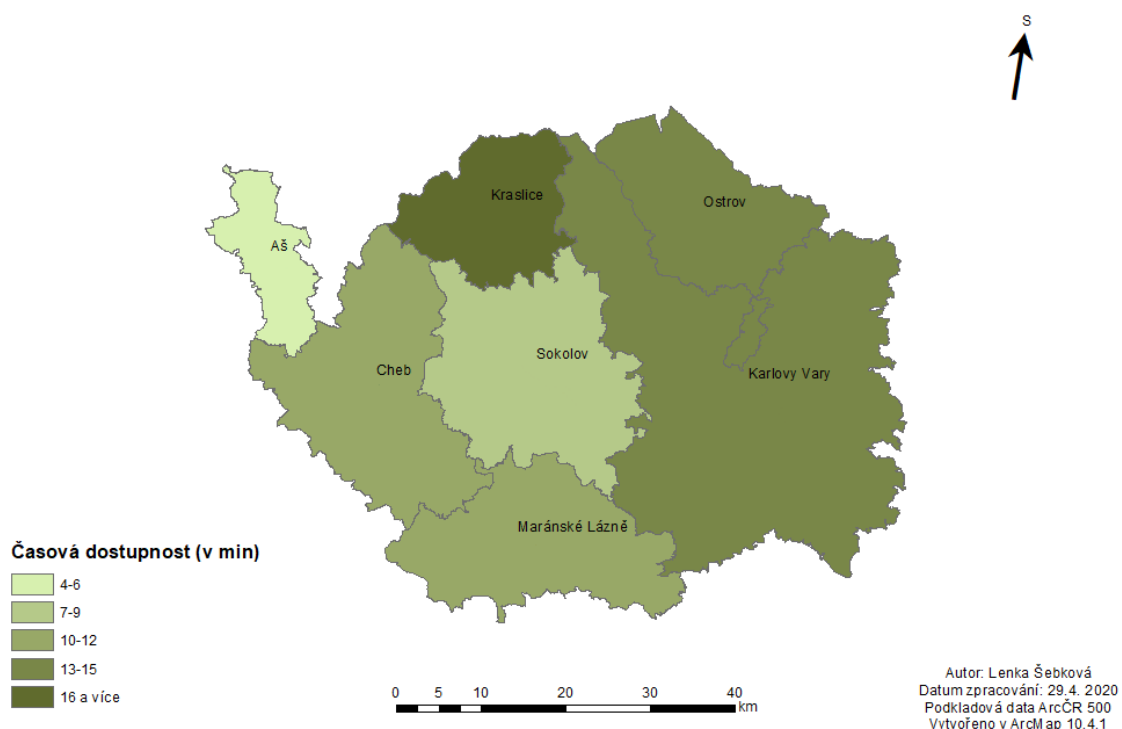 S
Kraslice
Ostrov
Aš
Sokolov
Cheb
Karlovy Vary
Maránské Lázně
Časová dostupnost (v min)
4-6
7-9
10-12
13-15
16 a více
0 5 10 20 30 40
km
Autor: Lenka Šebková
Datum zpracování: 29.4. 2020
Podkladová data ArcČR 500
Vytvořeno v ArcMap 10.4.1